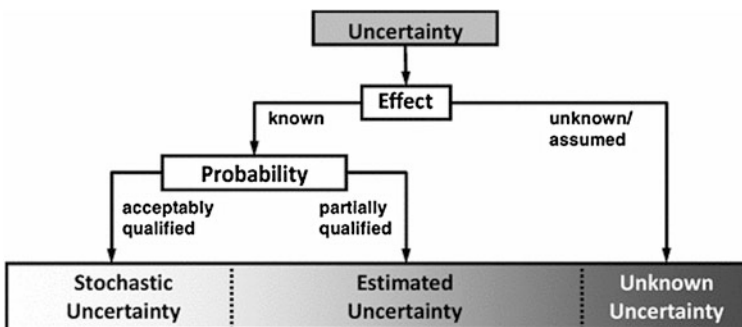 Uncertainty
Effect
known
unknown/
assumed
Probability
acceptably
qualified
partially
qualified
Stochastic
Uncertainty
Estimated
Uncertainty
Unknown
Uncertainty